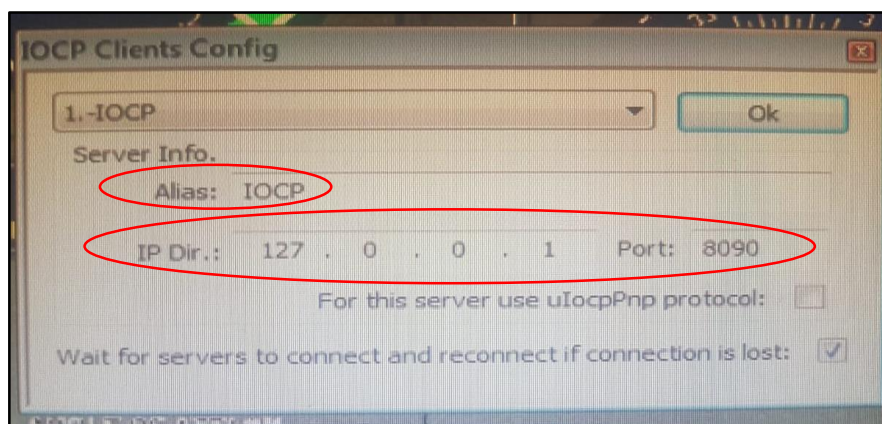 IOCP Clients Config
1.-IOCP
Ok
Server Info.
Alias: IOCP
IP Dir.: 127 . 0 . 0 . 1 Port: 8090
For this server use uIocpPnp protocol:
Wait for servers to connect and reconnect if connection is lost: